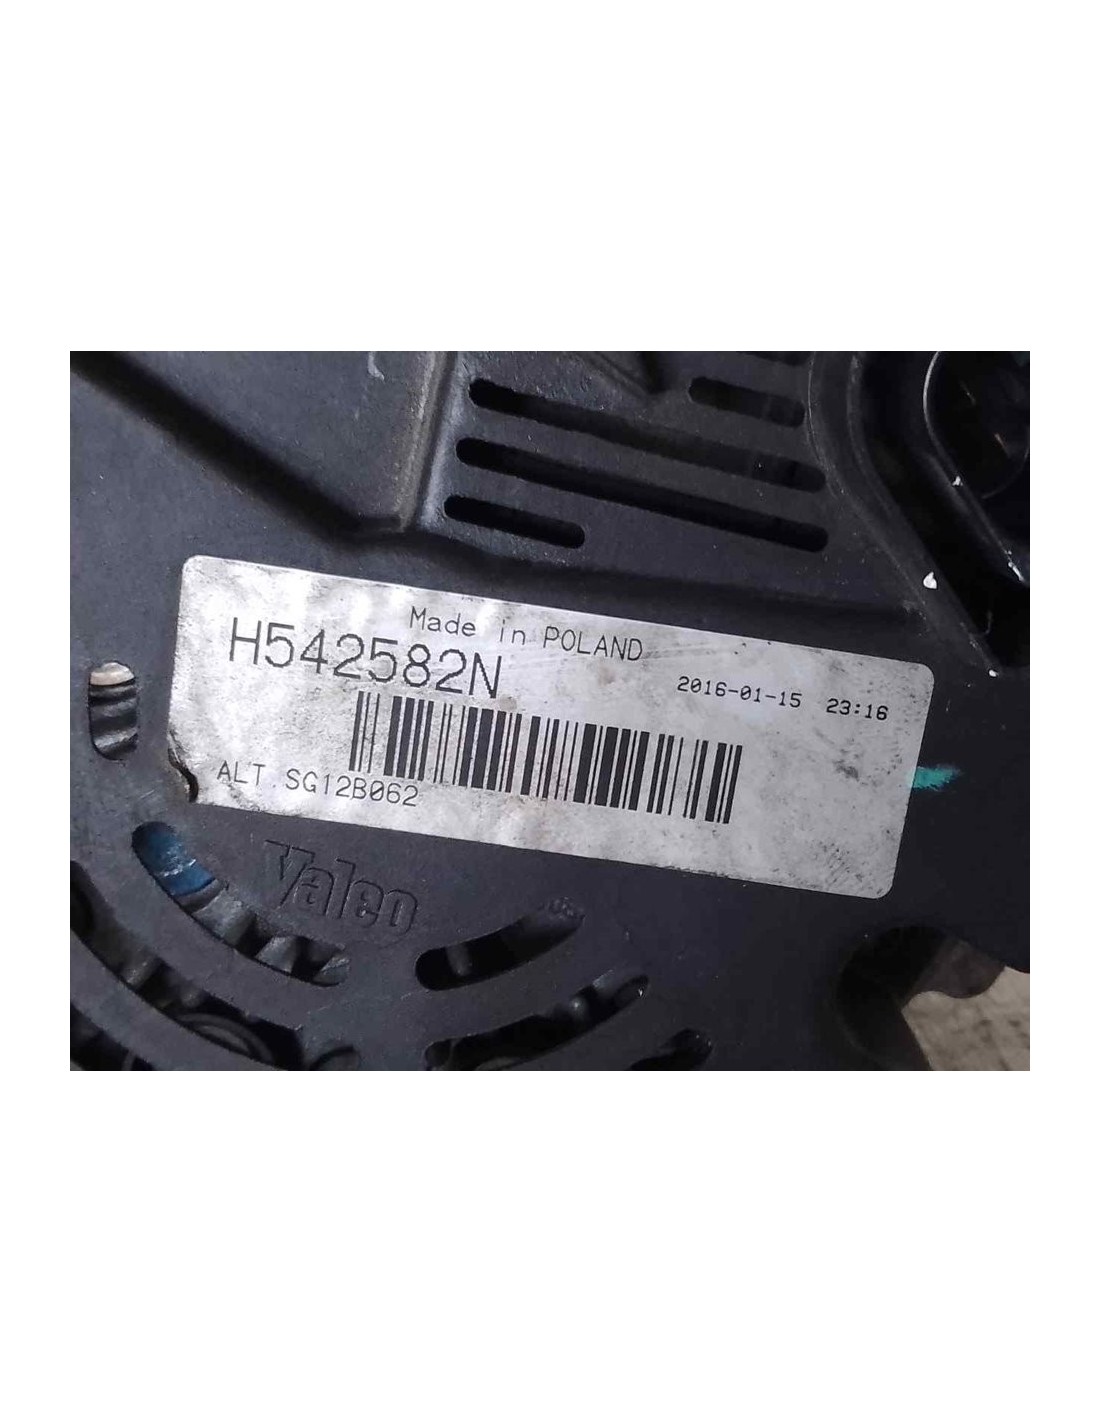 Made in POLAND
H542582N
2016-01-15 23:16
ALT. SG12B062
Valeo